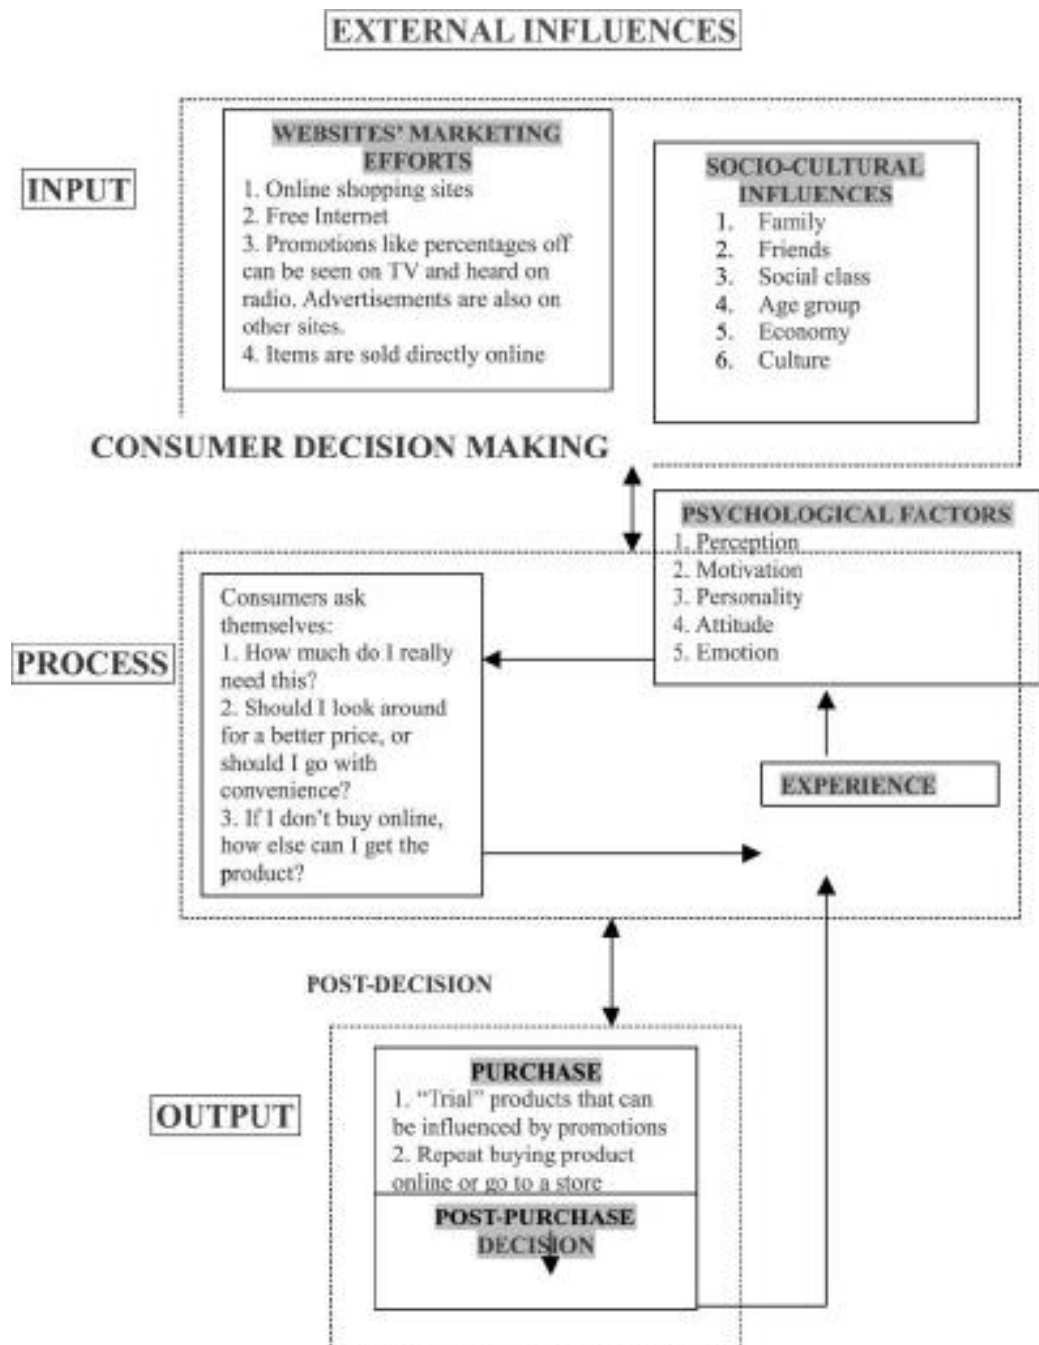 EXTERNAL INFLUENCES
INPUT
WEBSITES' MARKETING
EFFORTS
1. Online shopping sites
2. Free Internet
3. Promotions like percentages off
can be seen on TV and heard on
radio. Advertisements are also on
other sites.
4. Items are sold directly online
SOCIO-CULTURAL
INFLUENCES
1. Family
2. Friends
3. Social class
4. Age group
5. Economy
6. Culture
CONSUMER DECISION MAKING
PSYCHOLOGICAL FACTORS
1. Perception
2. Motivation
3. Personality
4. Attitude
5. Emotion
PROCESS
Consumers ask
themselves:
1. How much do I really
need this?
2. Should I look around
for a better price, or
should I go with
convenience?
3. If I don't buy online,
how else can I get the
product?
EXPERIENCE
POST-DECISION
OUTPUT
PURCHASE
1. “Trial” products that can
be influenced by promotions
2. Repeat buying product
online or go to a store
POST-PURCHASE
DECISION